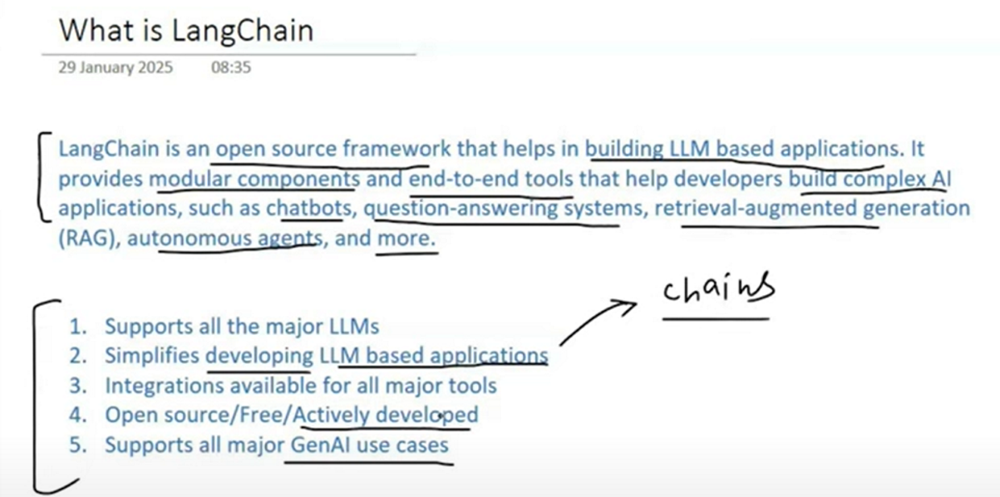 What is LangChain
29 January 2025 08:35
LangChain is an open source framework that helps in building LLM based applications. It
provides modular components and end-to-end tools that help developers build complex AI
applications, such as chatbots, question-answering systems, retrieval-augmented generation
(RAG), autonomous agents, and more.
chains
1. Supports all the major LLMs
2. Simplifies developing LLM based applications
3. Integrations available for all major tools
4. Open source/Free/Actively developed
5. Supports all major GenAI use cases